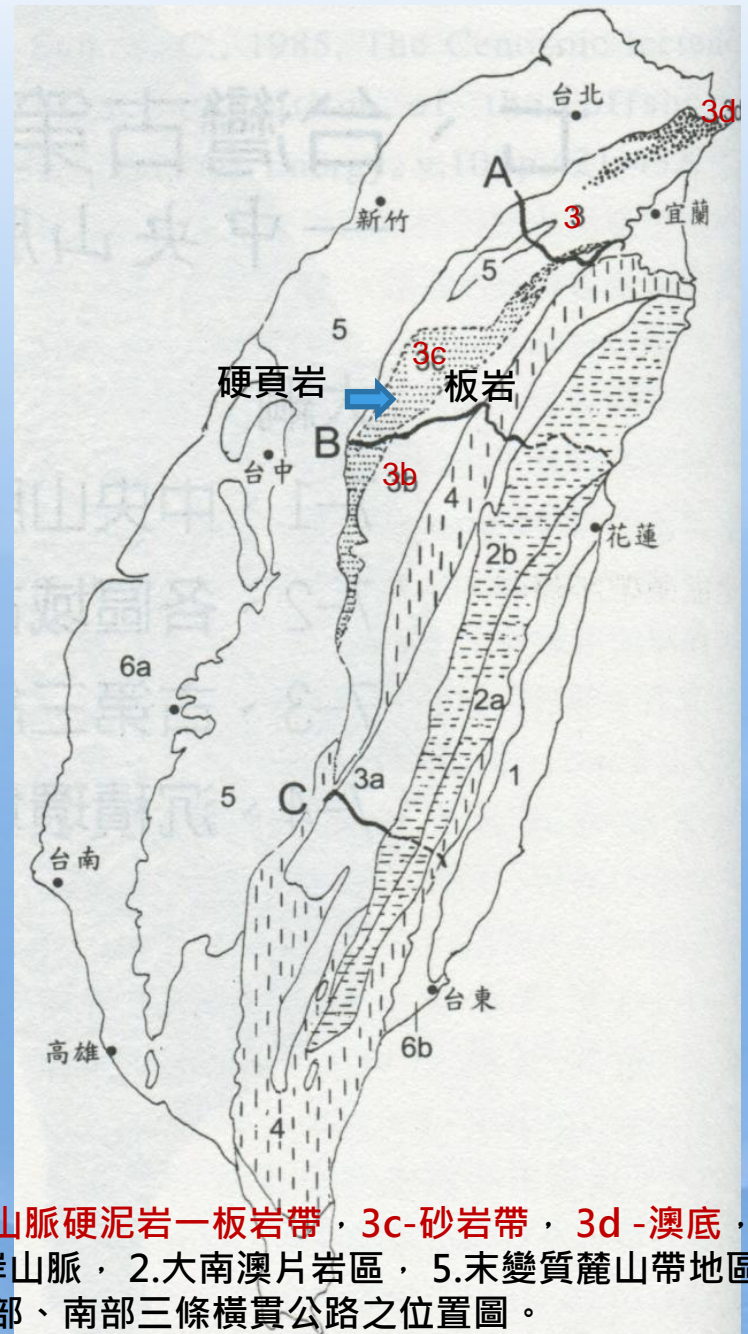 台北
3d
A
新竹
3
宜蘭
5
5
3c
硬頁岩
板岩
B
3b
台中
4
2b
花蓮
6a
2a
3a
1
C
5
台南
台東
6b
高雄
4
山脈硬泥岩一板岩帶，3c-砂岩帶， 3d -澳底，
山脈， 2.大南澳片岩區， 5.末變質麓山帶地區
部、南部三條橫貫公路之位置圖。